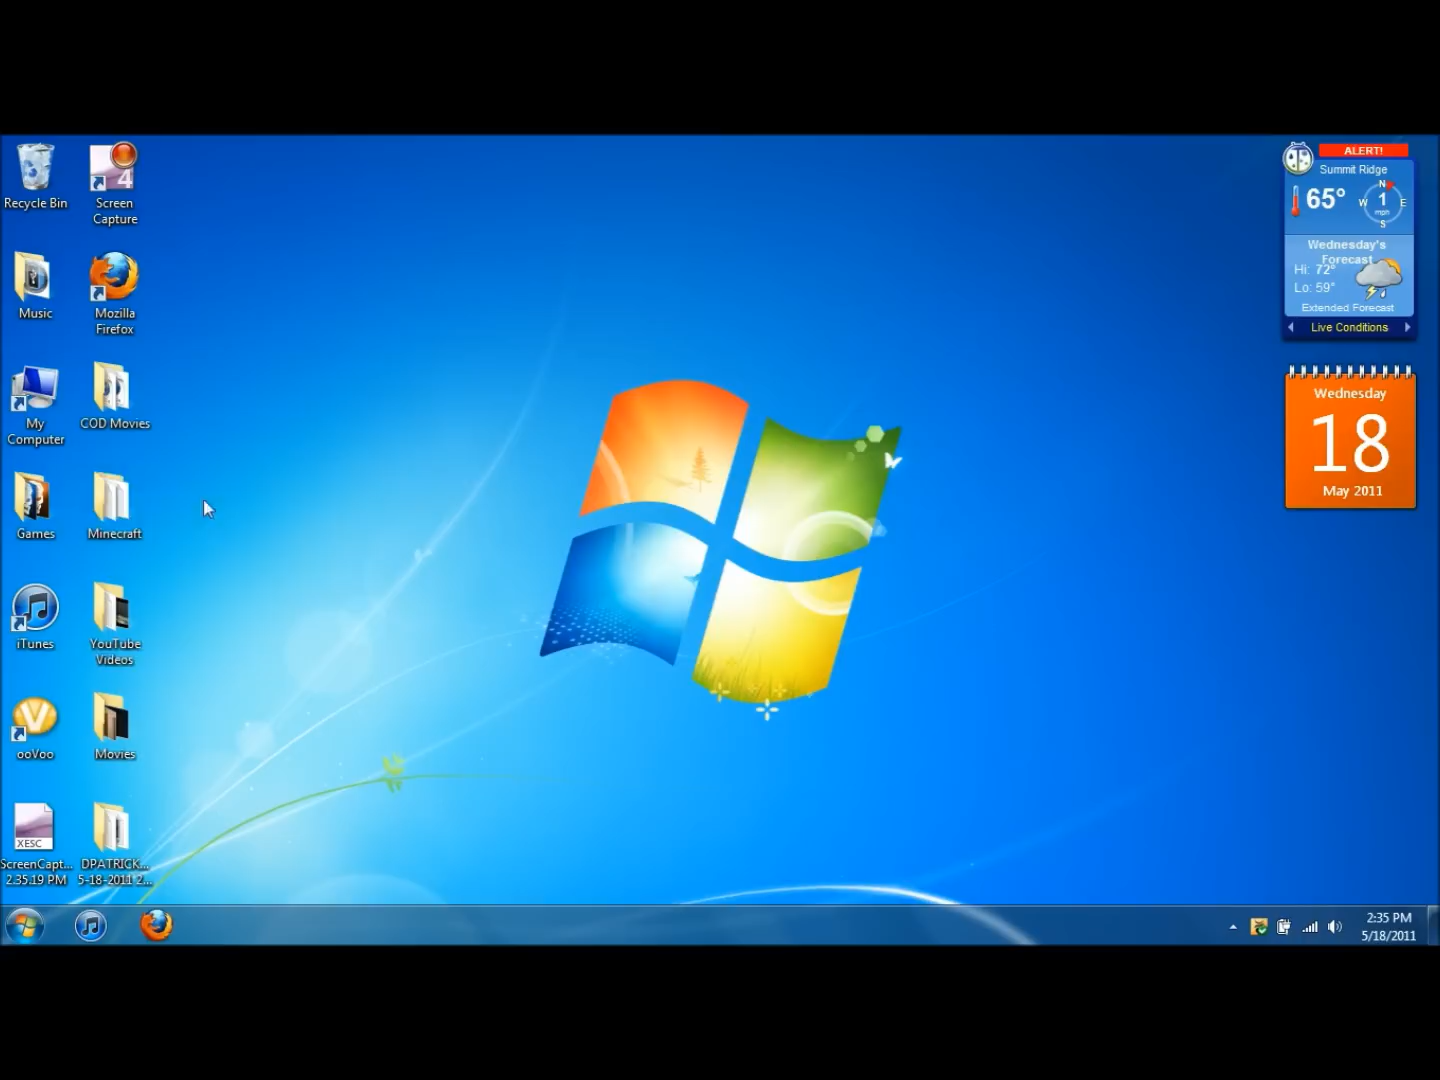 Recycle Bin
Screen
Capture
4
Music
Mozilla
Firefox
My
Computer
COD Movies
Games
Minecraft
iTunes
YouTube
Videos
ooVoo
Movies
XESC
ScreenCapt...
2.35.19 PM
DPATRICK...
5-18-2011 2...
ALERT!
Summit Ridge
65°
N
W 1 E
mph
S
Wednesday's
Forecast
Hi: 72°
Lo: 59°
Extended Forecast
Live Conditions
Wednesday
18
May 2011
2:35 PM
5/18/2011